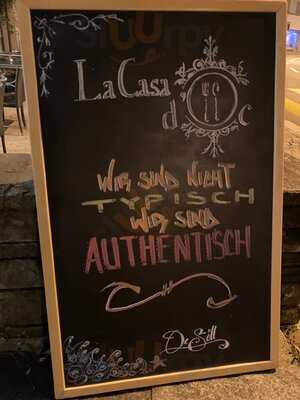 La Casa
d c
WIR SIND NICHT
TYPISCH
WIR SIND
AUTHENTISCH